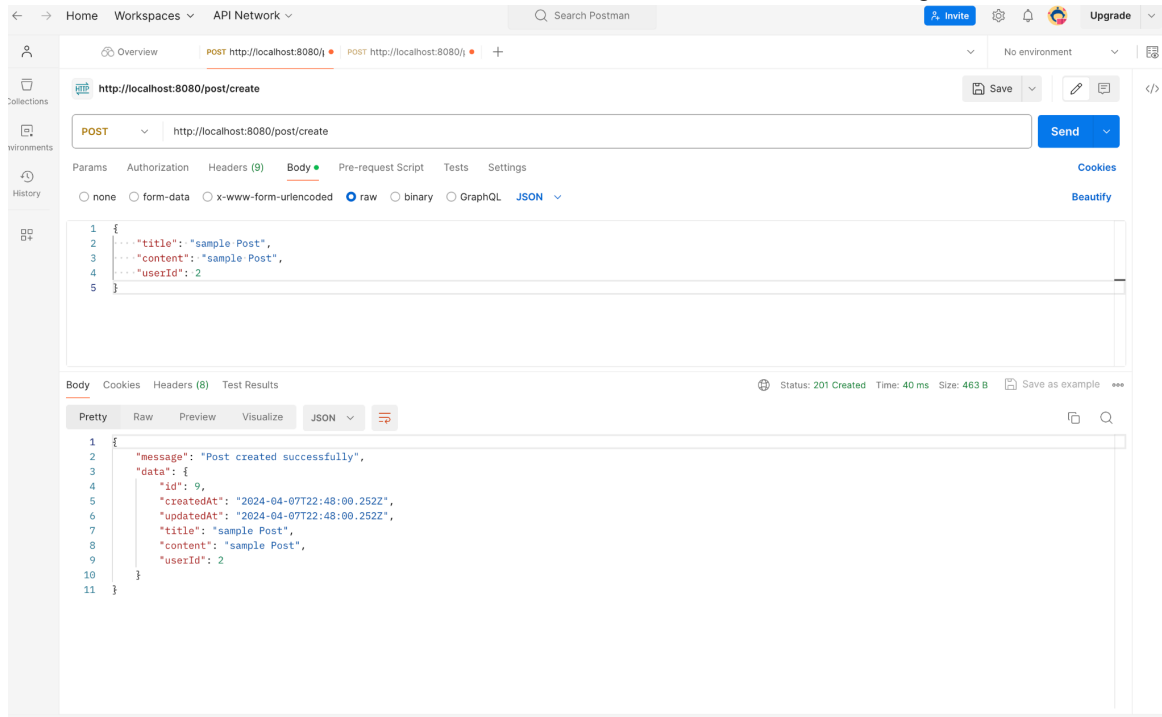 Home Workspaces API Network Search Postman Invite Upgrade
Overview POST http://localhost:8080/ POST http://localhost:8080/ No environment
http://localhost:8080/post/create Save
Collections
POST http://localhost:8080/post/create Send
Environments
Params Authorization Headers (9) Body Pre-request Script Tests Settings Cookies
History
none form-data x-www-form-urlencoded raw binary GraphQL JSON Beautify
1 {
2 ····"title":·"sample·Post",
3 ····"content":·"sample·Post",
4 ····"userId":·2
5 }
Body Cookies Headers (8) Test Results Status: 201 Created Time: 40 ms Size: 463 B Save as example
Pretty Raw Preview Visualize JSON
1 {
2 "message": "Post created successfully",
3 "data": {
4 "id": 9,
5 "createdAt": "2024-04-07T22:48:00.252Z",
6 "updatedAt": "2024-04-07T22:48:00.252Z",
7 "title": "sample Post",
8 "content": "sample Post",
9 "userId": 2
10 }
11 }